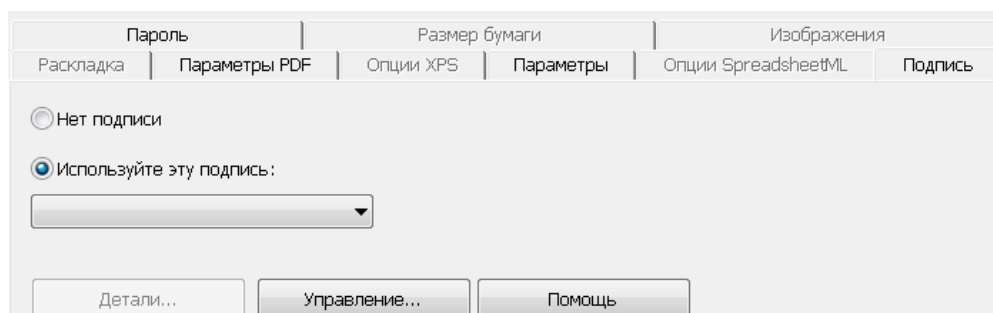 Пароль Размер бумаги Изображения
Раскладка Параметры PDF Опции XPS Параметры Опции SpreadsheetML Подпись
Нет подписи
Используйте эту подпись:
Детали... Управление... Помощь